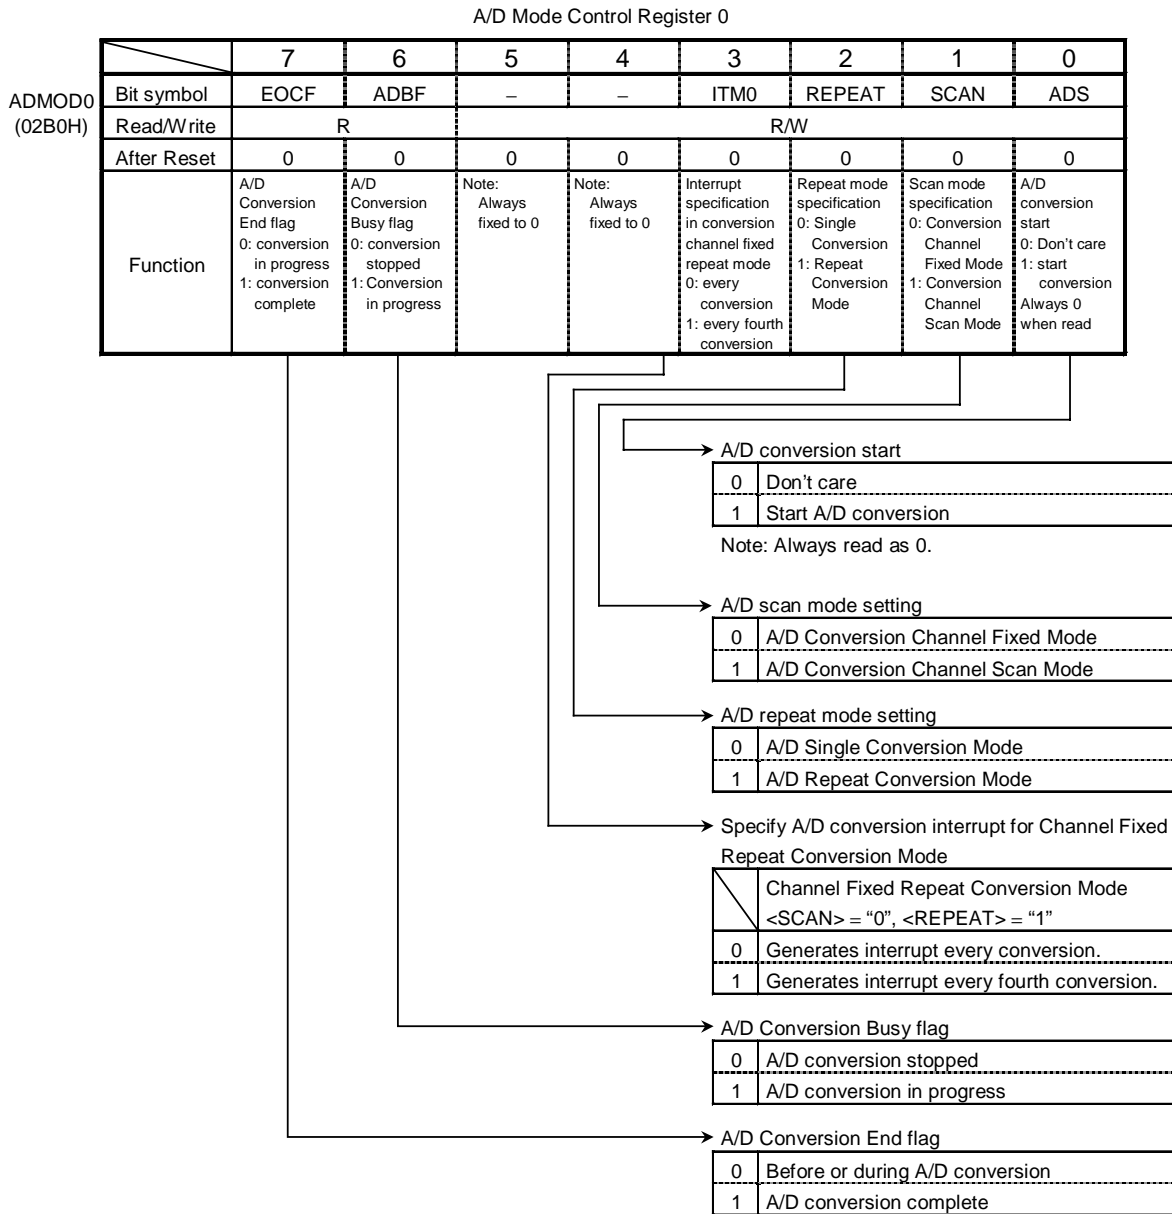 A/D Mode Control Register 0
7 6 5 4 3 2 1 0
ADMOD0
(02B0H)
Bit symbol EOCF ADBF – – ITM0 REPEAT SCAN ADS
Read/Write R R/W
After Reset 0 0 0 0 0 0 0 0
Function
A/D
Conversion
End flag
0: conversion
in progress
1: conversion
complete
A/D
Conversion
Busy flag
0: conversion
stopped
1: Conversion
in progress
Note:
Always
fixed to 0
Note:
Always
fixed to 0
Interrupt
specification
in conversion
channel fixed
repeat mode
0: every
conversion
1: every fourth
conversion
Repeat mode
specification
0: Single
Conversion
1: Repeat
Conversion
Mode
Scan mode
specification
0: Conversion
Channel
Fixed Mode
1: Conversion
Channel
Scan Mode
A/D
conversion
start
0: Don't care
1: start
conversion
Always 0
when read
A/D conversion start
0 Don't care
1 Start A/D conversion
Note: Always read as 0.
A/D scan mode setting
0 A/D Conversion Channel Fixed Mode
1 A/D Conversion Channel Scan Mode
A/D repeat mode setting
0 A/D Single Conversion Mode
1 A/D Repeat Conversion Mode
Specify A/D conversion interrupt for Channel Fixed
Repeat Conversion Mode
Channel Fixed Repeat Conversion Mode
<SCAN> = “0”, <REPEAT> = “1”
0 Generates interrupt every conversion.
1 Generates interrupt every fourth conversion.
A/D Conversion Busy flag
0 A/D conversion stopped
1 A/D conversion in progress
A/D Conversion End flag
0 Before or during A/D conversion
1 A/D conversion complete